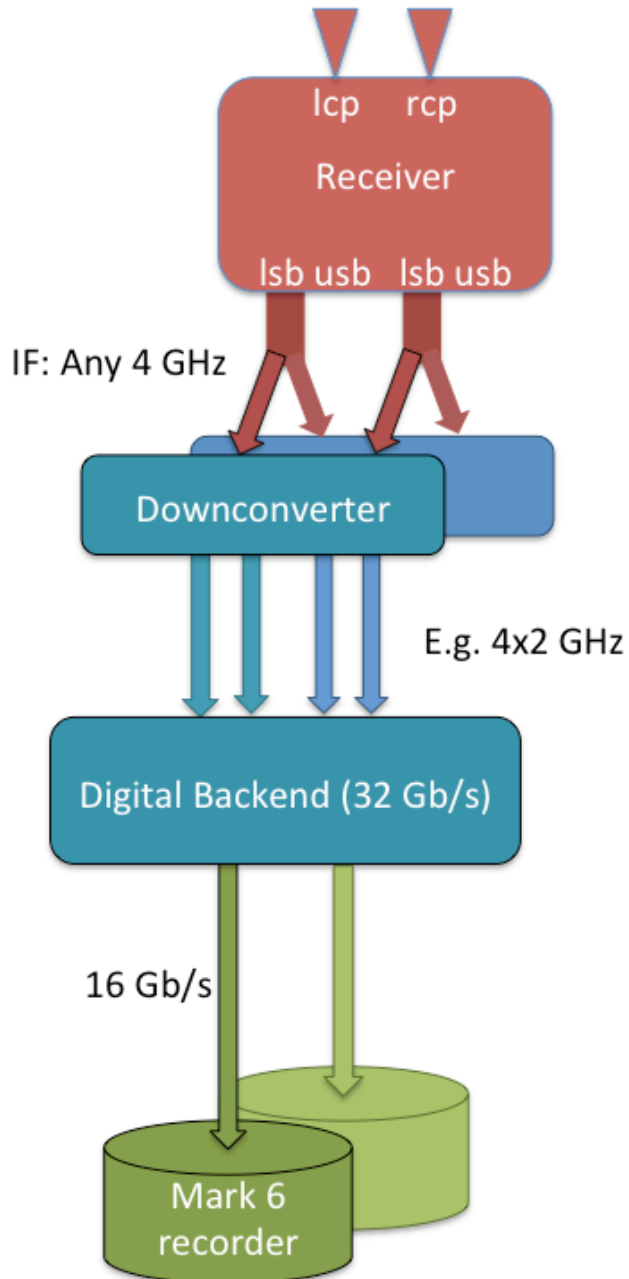 lcp rcp
Receiver
lsb usb lsb usb
IF: Any 4 GHz
Downconverter
E.g. 4x2 GHz
Digital Backend (32 Gb/s)
16 Gb/s
Mark 6
recorder